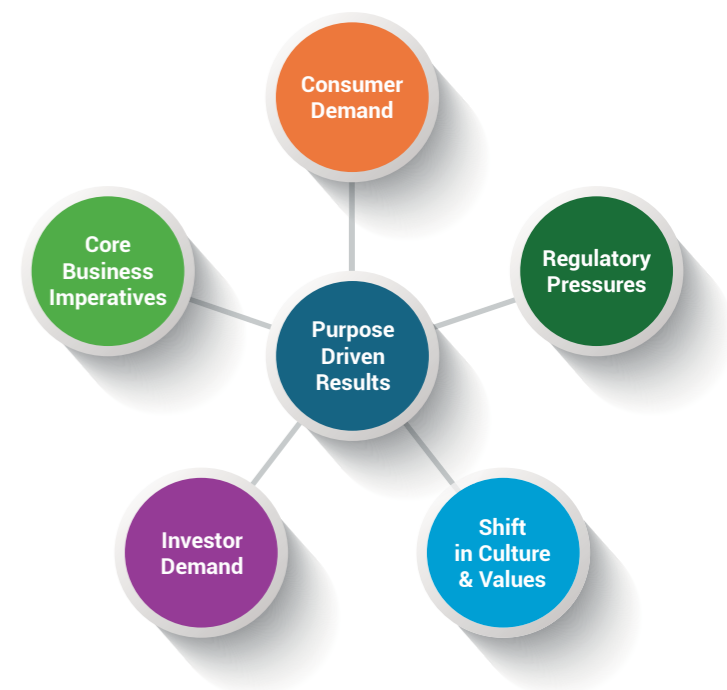 Consumer
Demand
Core
Business
Imperatives
Regulatory
Pressures
Purpose
Driven
Results
Investor
Demand
Shift
in Culture
& Values